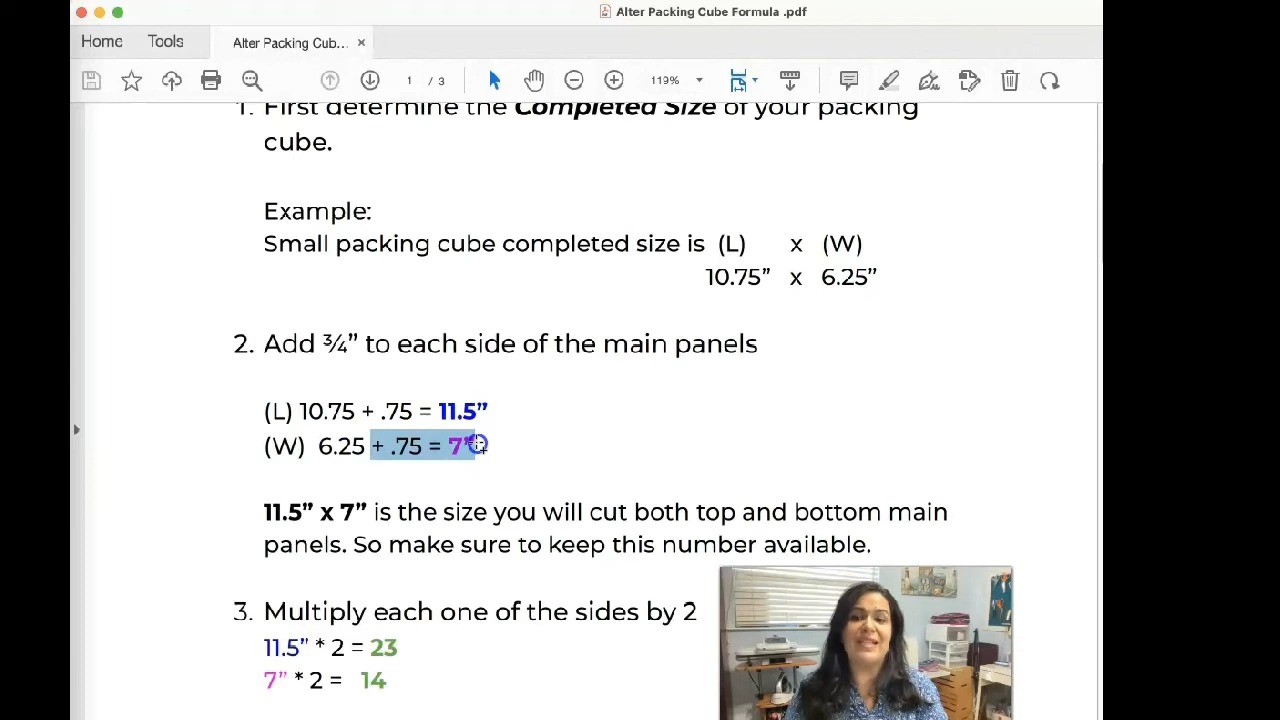 Alter Packing Cube Formula .pdf
Home Tools Alter Packing Cub... ×
1 / 3 119%
1. First determine the Completed Size of your packing
cube.
Example:
Small packing cube completed size is (L) x (W)
10.75” x 6.25”
2. Add ¾” to each side of the main panels
(L) 10.75 + .75 = 11.5”
(W) 6.25 + .75 = 7”
11.5” x 7” is the size you will cut both top and bottom main
panels. So make sure to keep this number available.
3. Multiply each one of the sides by 2
11.5” * 2 = 23
7” * 2 = 14